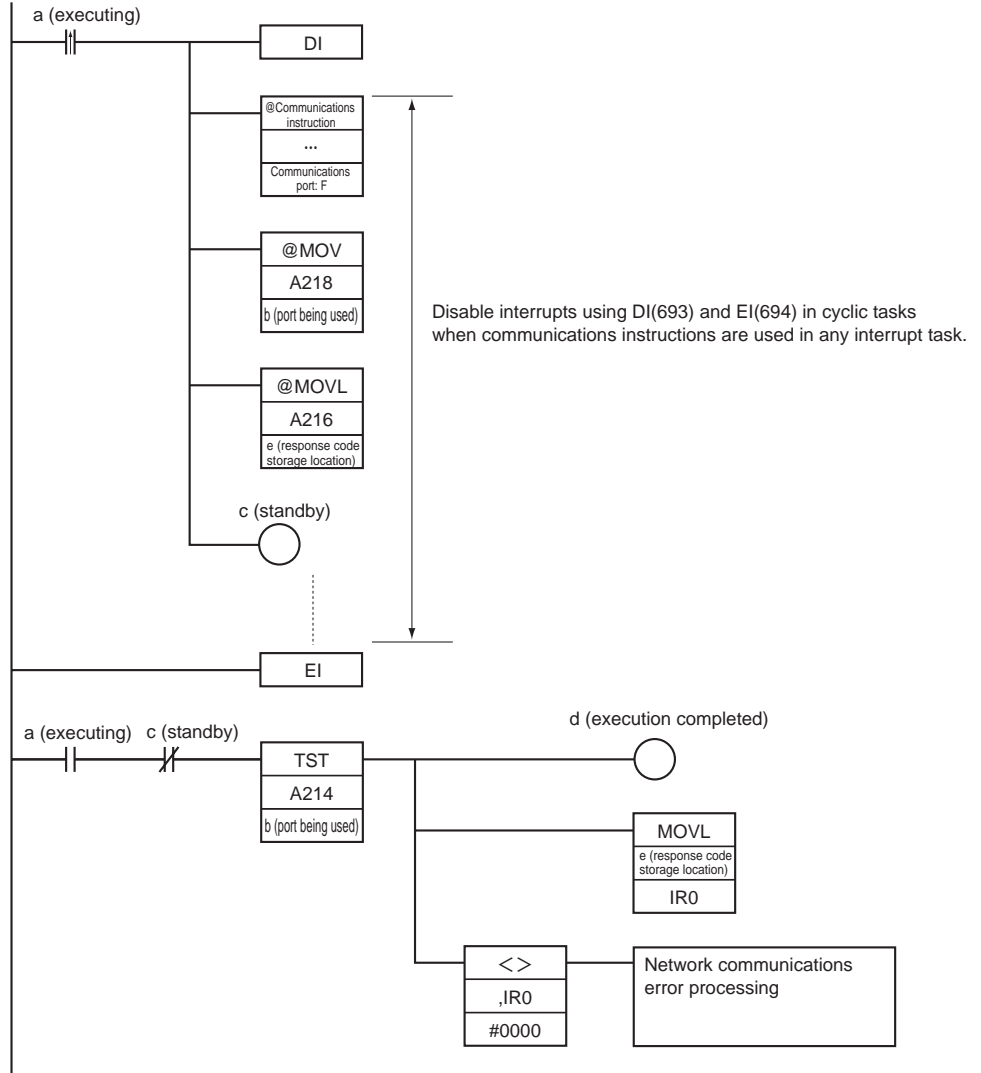 a (executing)
DI
@Communications
instruction
...
Communications
port: F
@MOV
A218
b (port being used)
Disable interrupts using DI(693) and EI(694) in cyclic tasks
when communications instructions are used in any interrupt task.
@MOVL
A216
e (response code
storage location)
c (standby)
EI
a (executing) c (standby)
d (execution completed)
TST
A214
b (port being used)
MOVL
e (response code
storage location)
IR0
<>
,IR0
#0000
Network communications
error processing